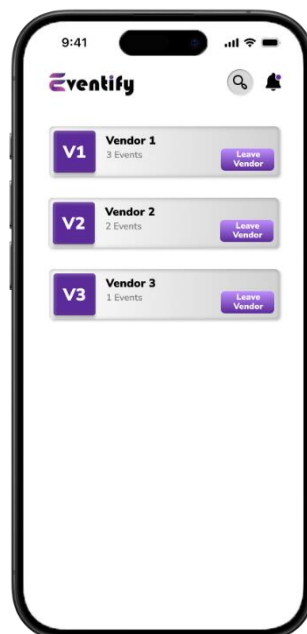 9:41
Eventify
V1
Vendor 1
3 Events
Leave
Vendor
V2
Vendor 2
2 Events
Leave
Vendor
V3
Vendor 3
1 Events
Leave
Vendor